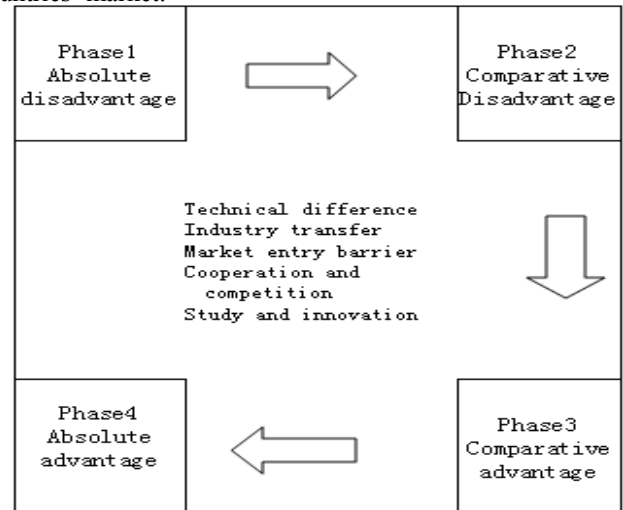 Phase1
Absolute
disadvantage
Phase2
Comparative
Disadvantage
Technical difference
Industry transfer
Market entry barrier
Cooperation and
competition
Study and innovation
Phase4
Absolute
advantage
Phase3
Comparative
advantage